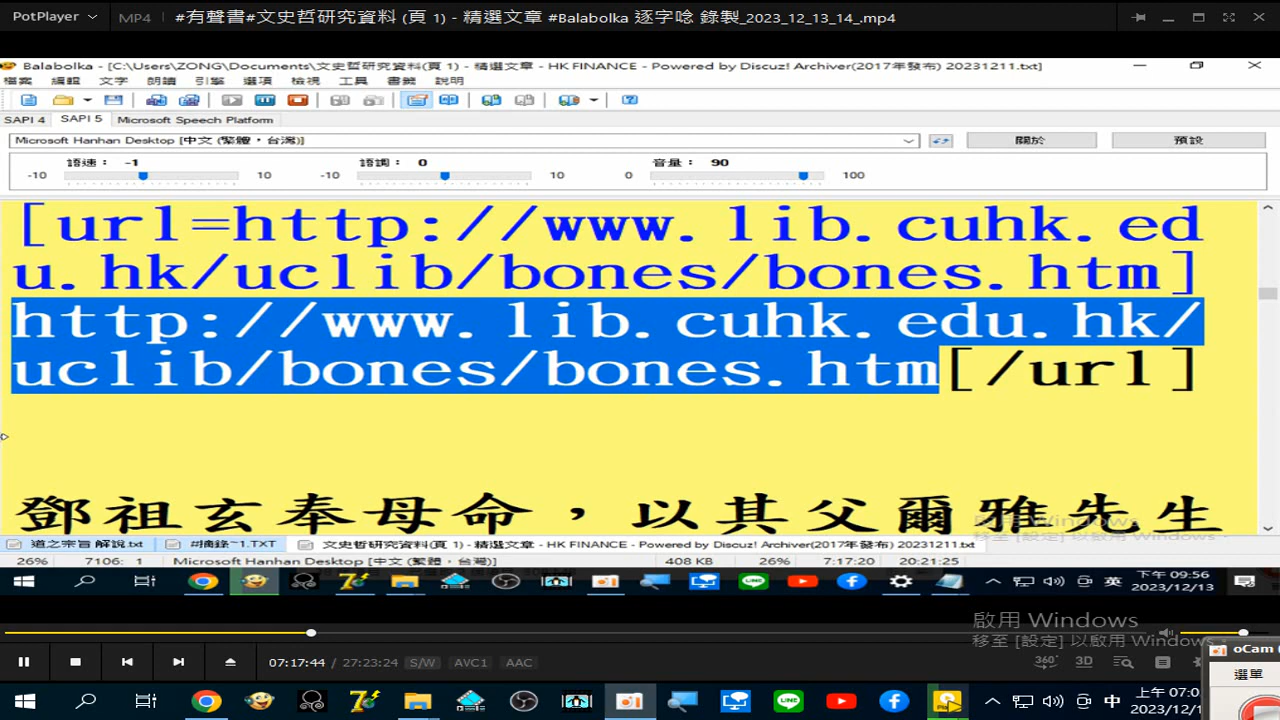 PotPlayer MP4 #有聲書#文史哲研究資料 (頁 1) - 精選文章 #Balabolka 逐字唸 錄製_2023_12_13_14_.mp4
Balabolka - [C:\Users\ZONG\Documents\文史哲研究資料(頁 1) - 精選文章 - HK FINANCE - Powered by Discuz! Archiver(2017年發布) 20231211.txt]
檔案 編輯 文字 朗讀 引擎 選項 檢視 工具 書籤 說明
SAPI 4 SAPI 5 Microsoft Speech Platform
Microsoft Hanhan Desktop [中文 (繁體，台灣)] 關於 預設
語速： -1 語調： 0 音量： 90
-10 10 -10 10 0 100
[url=http://www.lib.cuhk.ed
u.hk/uclib/bones/bones.htm]
http://www.lib.cuhk.edu.hk/
uclib/bones/bones.htm[/url]
鄧祖玄奉母命，以其父爾雅先生
啟用 Windows
移至 [設定] 以啟用 Windows。
道之宗旨 解說.txt #摘錄~1.TXT 文史哲研究資料(頁 1) - 精選文章 - HK FINANCE - Powered by Discuz! Archiver(2017年發布) 20231211.txt
26% 7106: 1 Microsoft Hanhan Desktop [中文 (繁體，台灣)] 408 KB 26% 7:17:20 20:21:25
英 下午 09:56
2023/12/13
啟用 Windows
移至 [設定] 以啟用 Windows。
07:17:44 / 27:23:24 S/W AVC1 AAC 360° 3D
oCam
選單
中 上午 07:0
2023/12/1